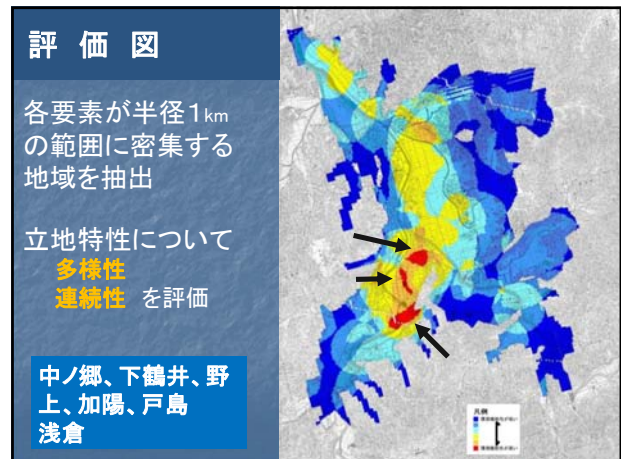 評 価 図
各要素が半径１km
の範囲に密集する
地域を抽出
立地特性について
多様性
連続性 を評価
中ノ郷、下鶴井、野
上、加陽、戸島
浅倉
凡例